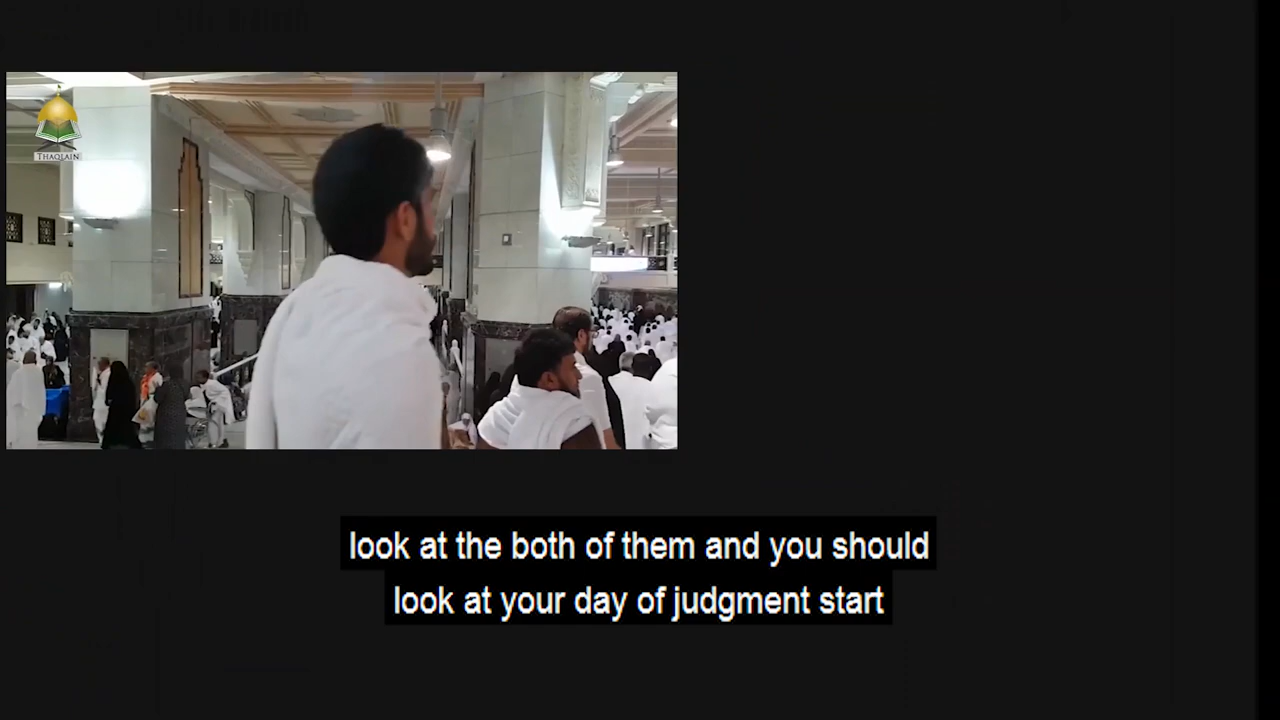 THAQLAIN
look at the both of them and you should
look at your day of judgment start